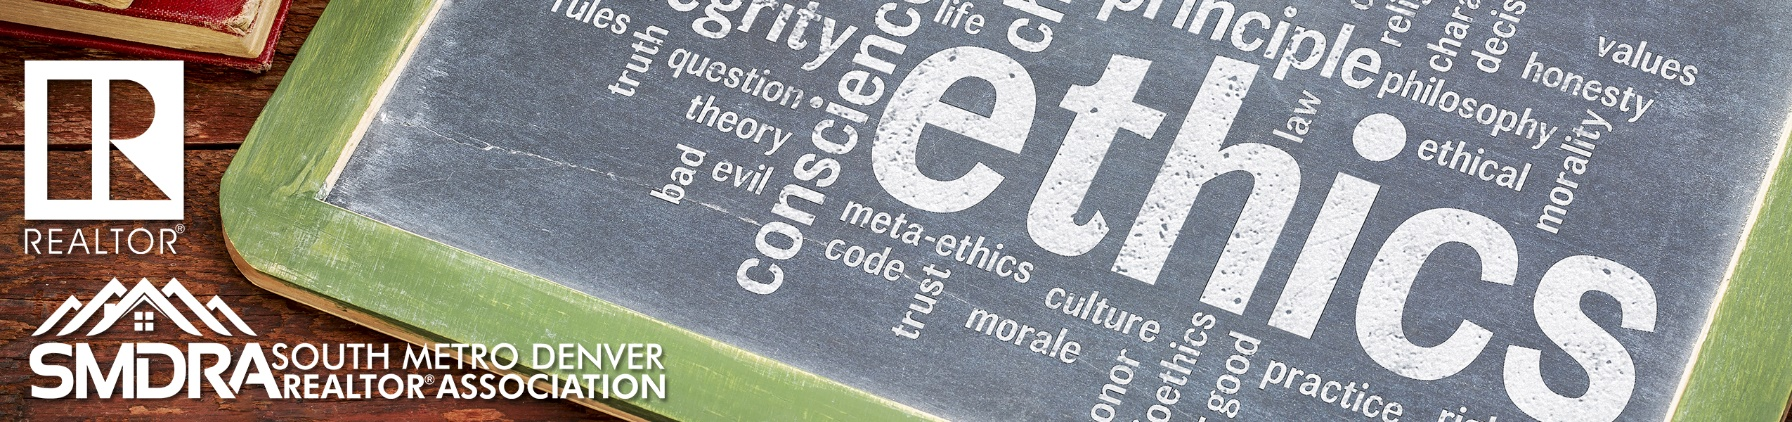 REALTOR®
SMDRA
SOUTH METRO DENVER
REALTOR® ASSOCIATION
rules
life
truth
question
theory
bad
evil
conscience
ethics
principle
values
honesty
philosophy
law
ethical
morality
meta-ethics
code
trust
culture
morale
good
practice